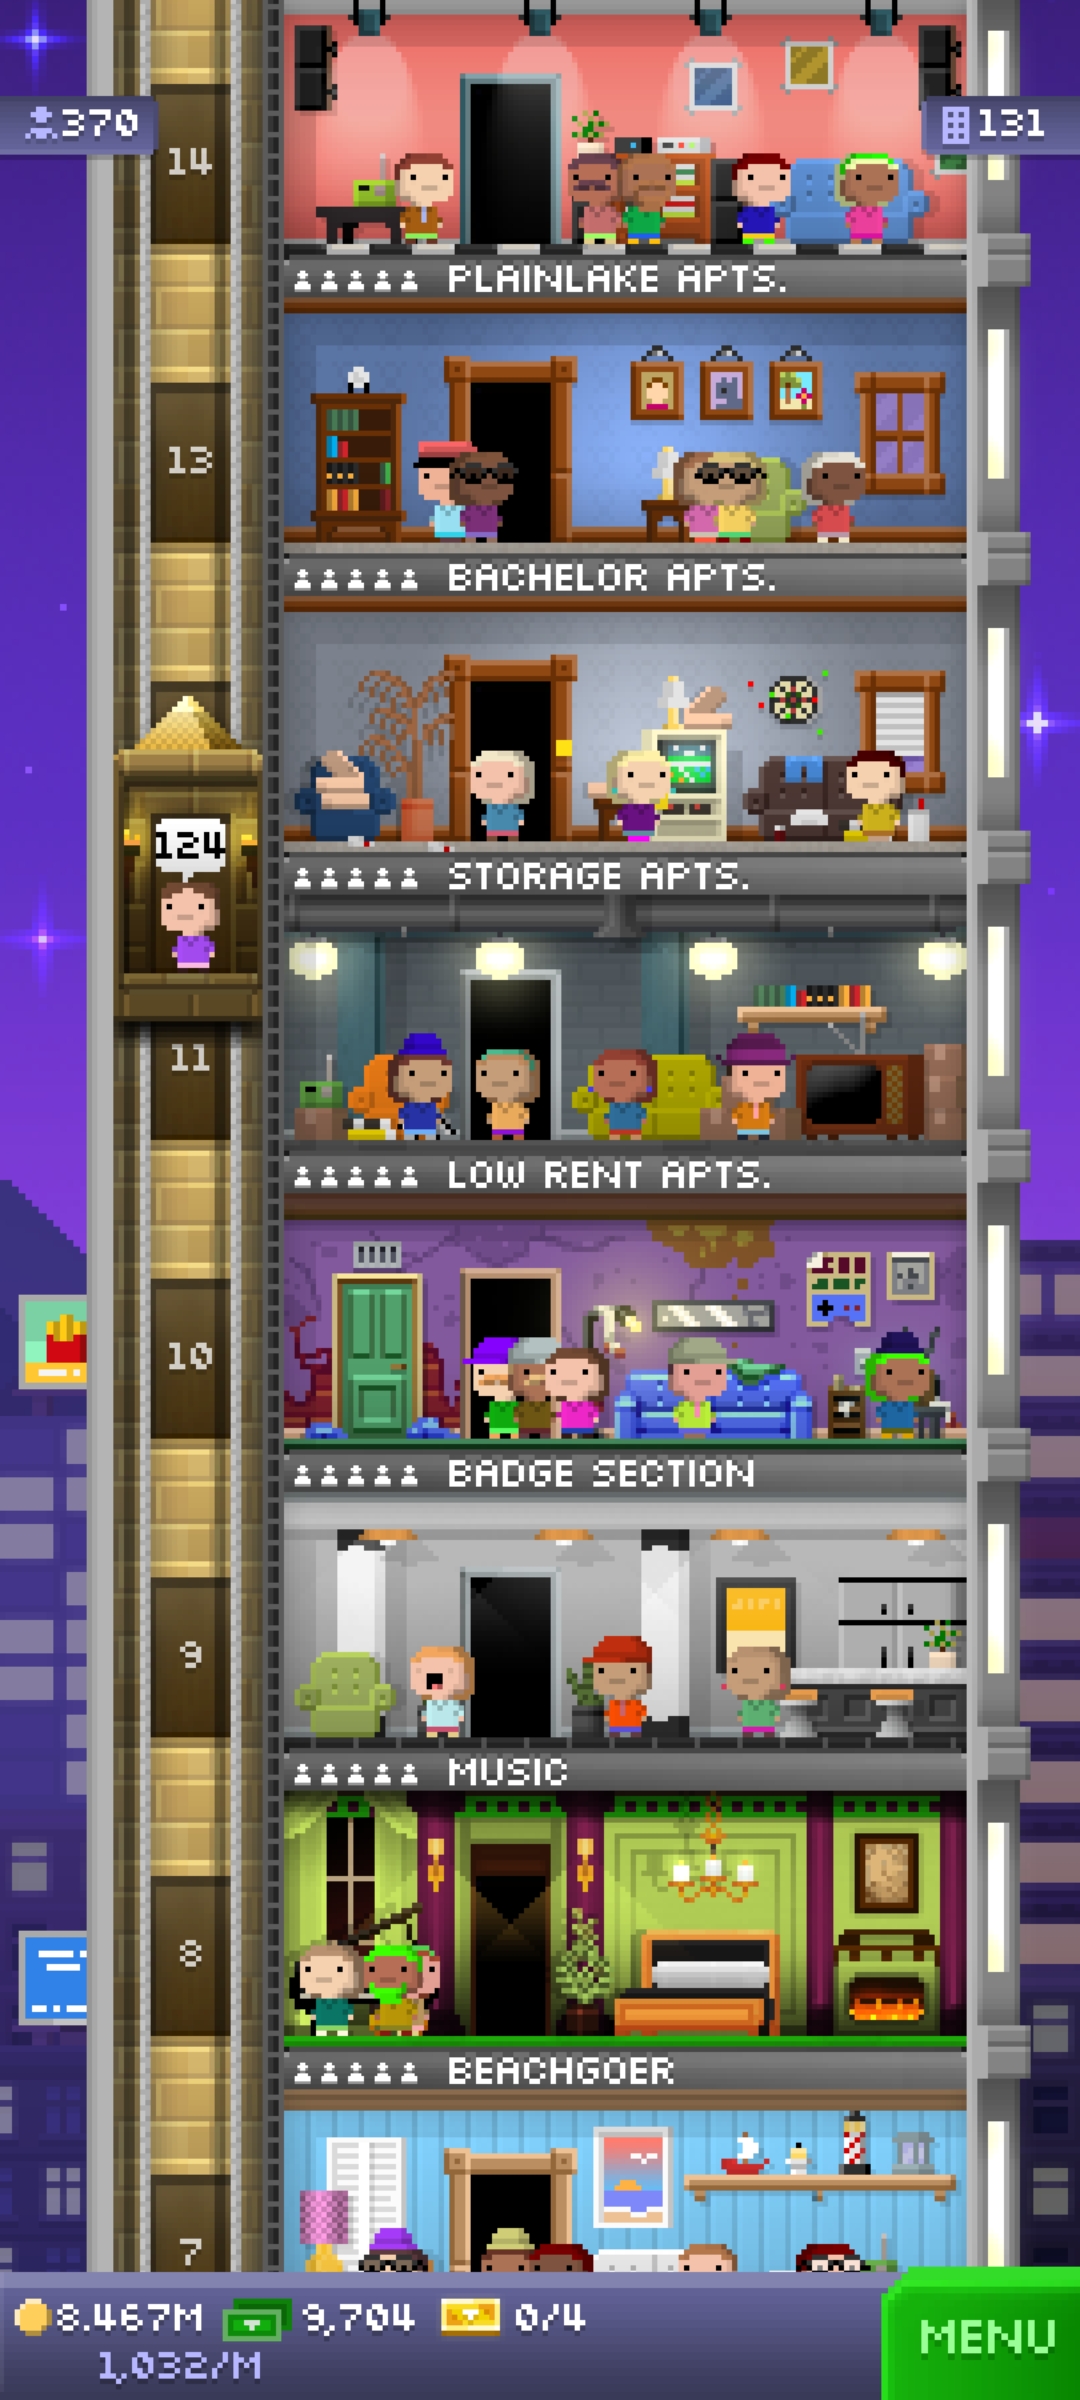 370
131
14
PLAINLAKE APTS.
13
BACHELOR APTS.
124
STORAGE APTS.
11
LOW RENT APTS.
10
BADGE SECTION
9
MUSIC
8
BEACHGOER
7
8.467M 9,704 0/4
1,032/M
MENU